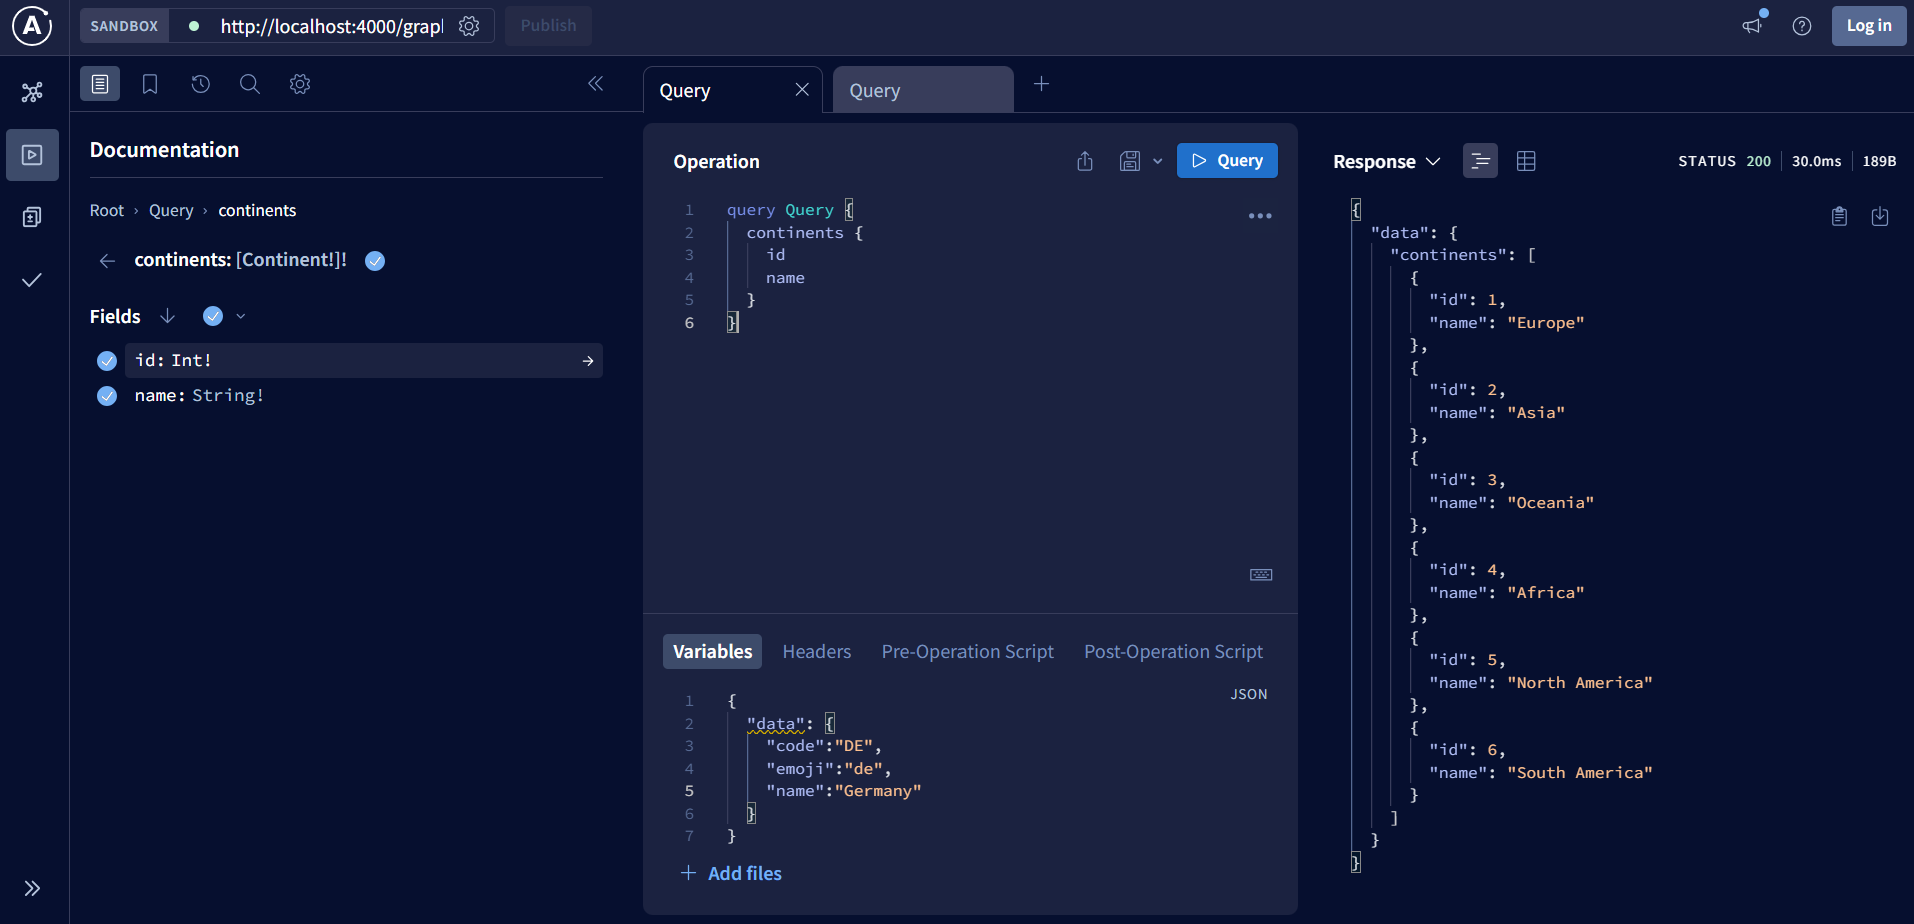 SANDBOX
http://localhost:4000/grap
Publish
Log in
Documentation
Root › Query › continents
continents: [Continent!]!
Fields
id: Int!
name: String!
Query
Query
Operation
Query
1 query Query {
2 continents {
3 id
4 name
5 }
6 }
Variables
Headers
Pre-Operation Script
Post-Operation Script
JSON
1 {
2 "data": {
3 "code":"DE",
4 "emoji":"de",
5 "name":"Germany"
6 }
7 }
+ Add files
Response
STATUS 200
30.0ms
189B
{
"data": {
"continents": [
{
"id": 1,
"name": "Europe"
},
{
"id": 2,
"name": "Asia"
},
{
"id": 3,
"name": "Oceania"
},
{
"id": 4,
"name": "Africa"
},
{
"id": 5,
"name": "North America"
},
{
"id": 6,
"name": "South America"
}
]
}
}